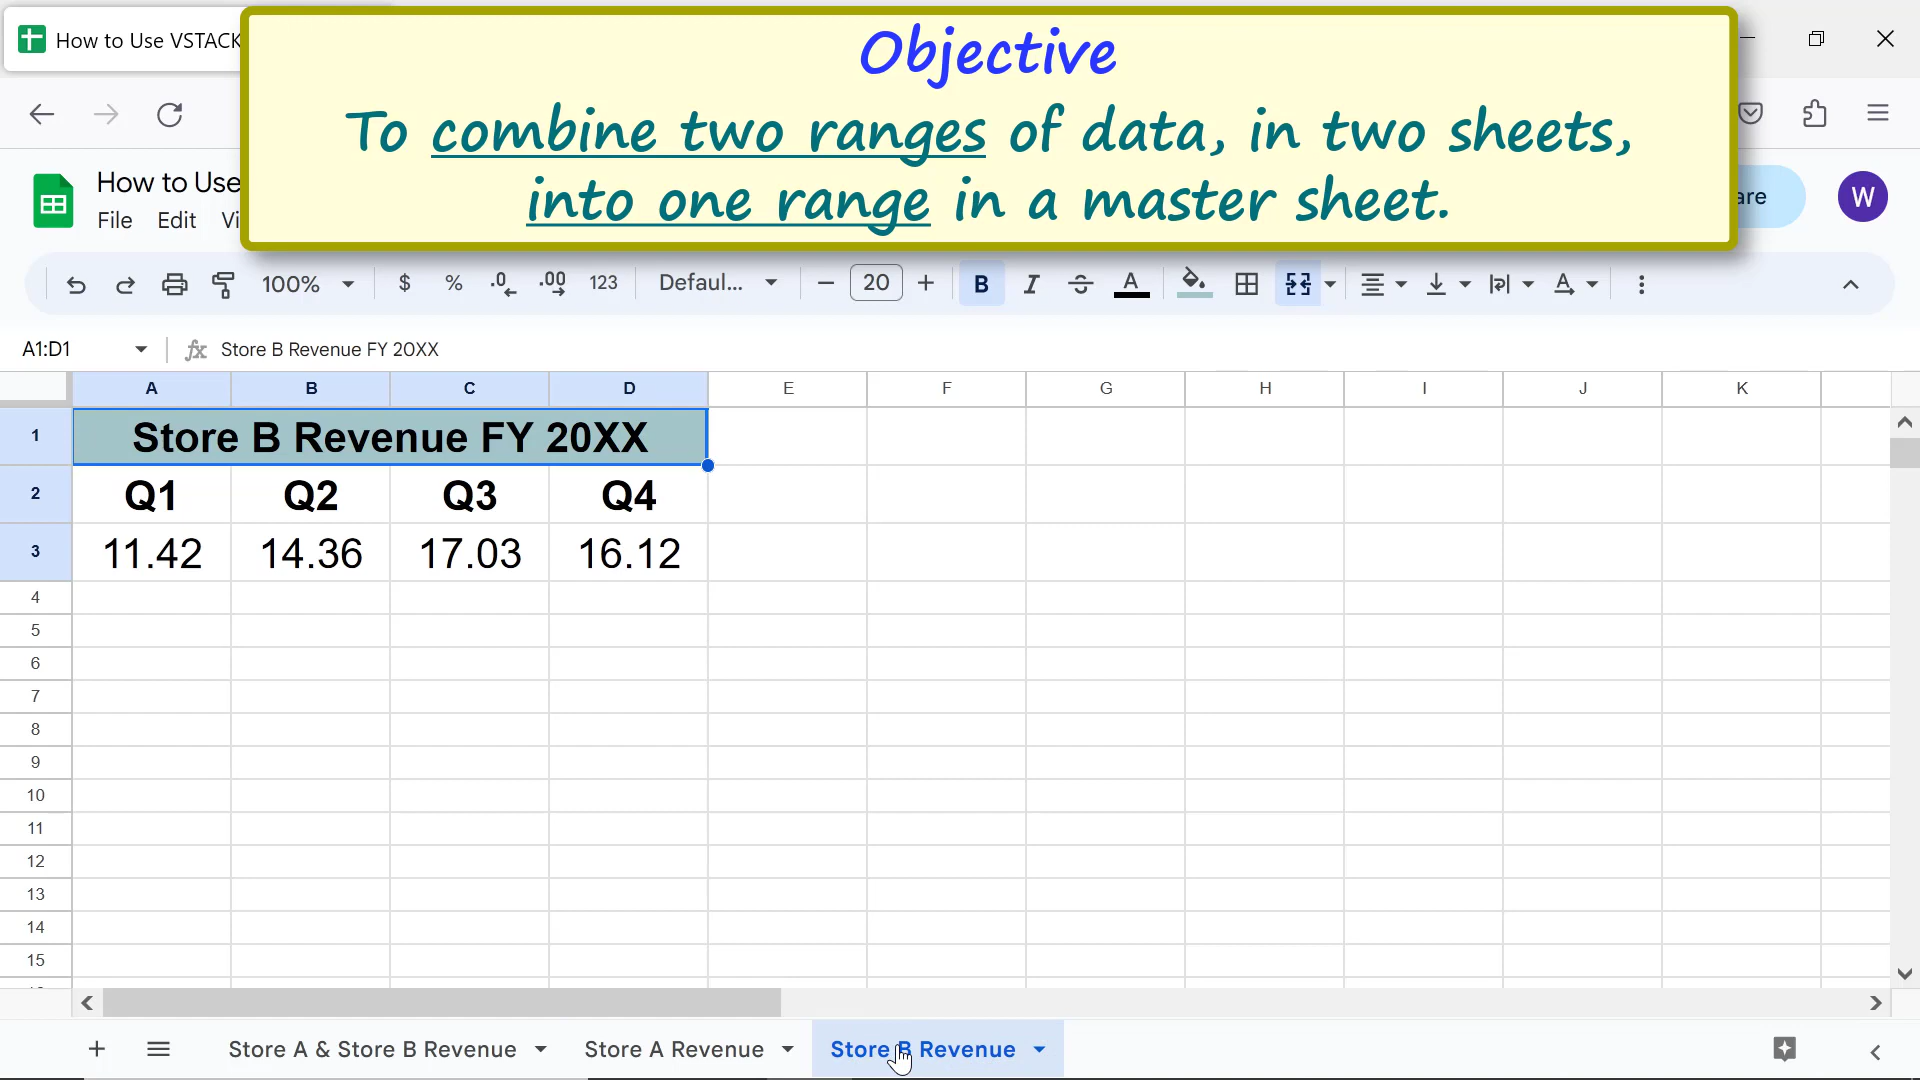 How to Use VSTACK
Objective
To combine two ranges of data, in two sheets,
into one range in a master sheet.
How to Use
are
W
File Edit Vi
100% $ % .0 .00 123 Defaul... 20 B I A A
A1:D1 fx Store B Revenue FY 20XX
A B C D E F G H I J K
1 Store B Revenue FY 20XX
2 Q1 Q2 Q3 Q4
3 11.42 14.36 17.03 16.12
4
5
6
7
8
9
10
11
12
13
14
15
Store A & Store B Revenue Store A Revenue Store B Revenue